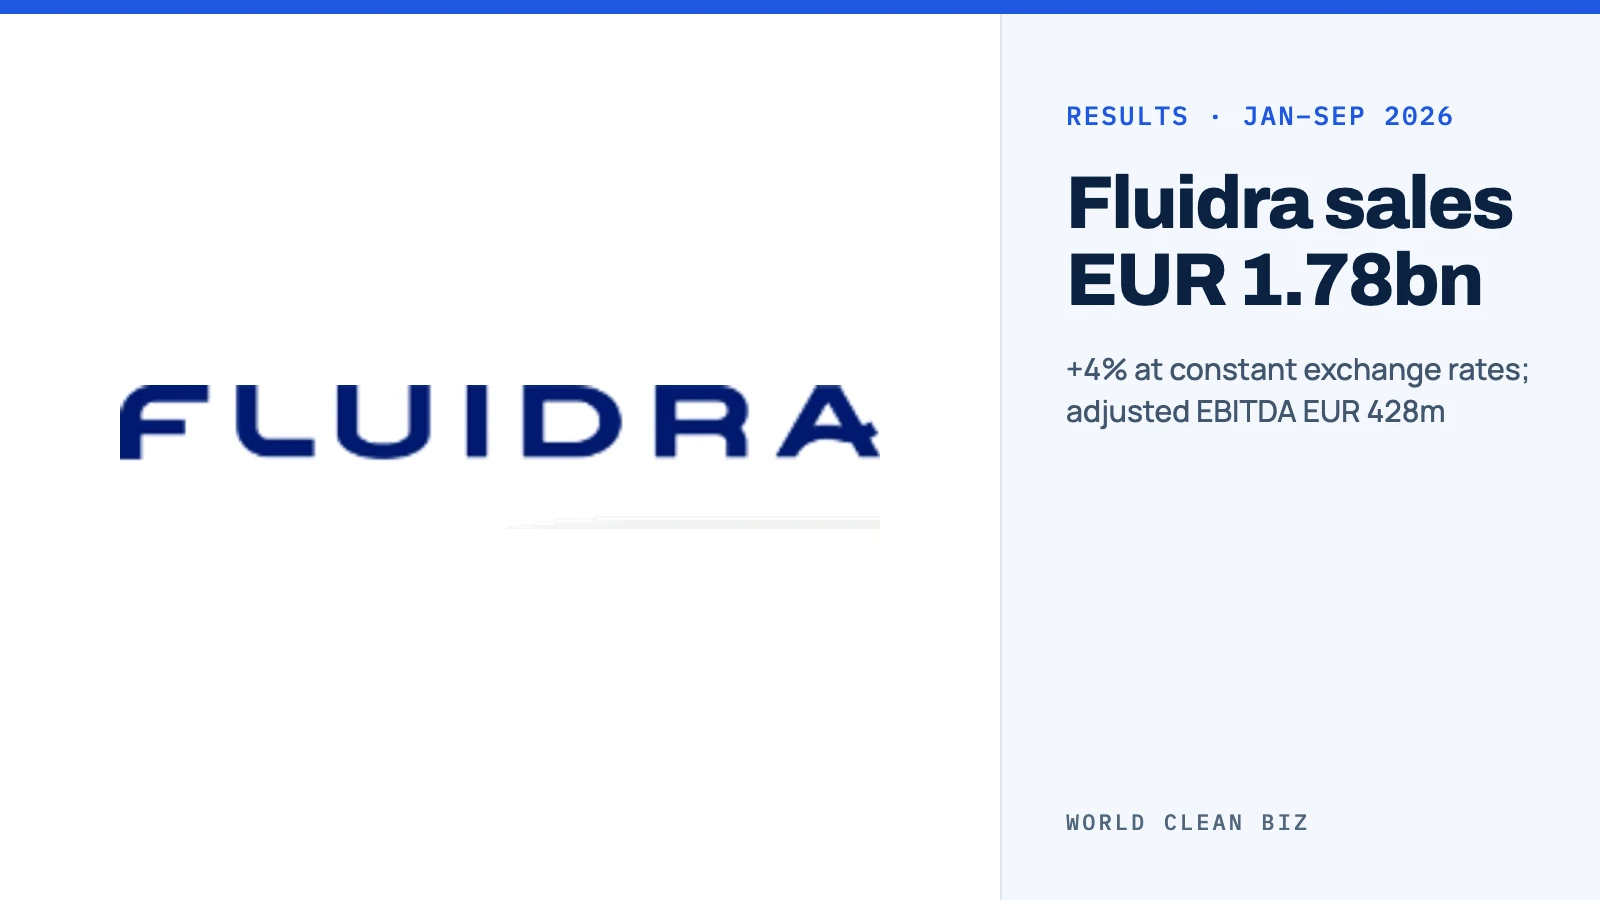 FLUIDRA
RESULTS · JAN–SEP 2026
Fluidra sales
EUR 1.78bn
+4% at constant exchange rates;
adjusted EBITDA EUR 428m
WORLD CLEAN BIZ